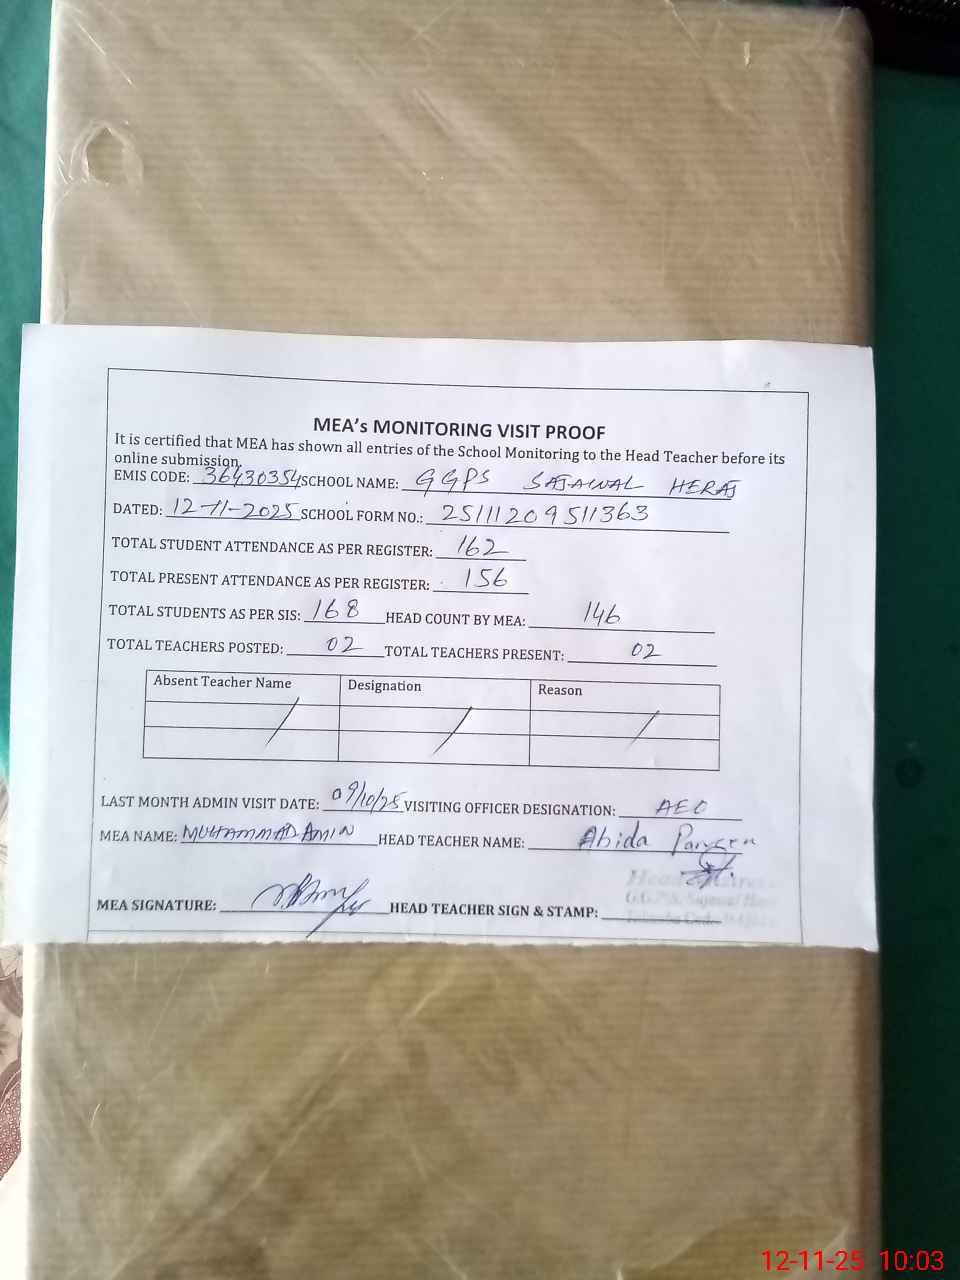 MEA's MONITORING VISIT PROOF
It is certified that MEA has shown all entries of the School Monitoring to the Head Teacher before its
online submission.
EMIS CODE: 36430354 SCHOOL NAME: GGPS SAJAWAL HERAJ
DATED: 12-11-2025 SCHOOL FORM NO.: 25111209511363
TOTAL STUDENT ATTENDANCE AS PER REGISTER: 162
TOTAL PRESENT ATTENDANCE AS PER REGISTER: 156
TOTAL STUDENTS AS PER SIS: 168 HEAD COUNT BY MEA: 146
TOTAL TEACHERS POSTED: 02 TOTAL TEACHERS PRESENT: 02
Absent Teacher Name Designation Reason
LAST MONTH ADMIN VISIT DATE: 09/10/25 VISITING OFFICER DESIGNATION: AEO
MEA NAME: MUHAMMAD AMIN HEAD TEACHER NAME: Abida Parveen
MEA SIGNATURE: HEAD TEACHER SIGN & STAMP:
G.G.P.S. Sajawal
12-11-25 10:03